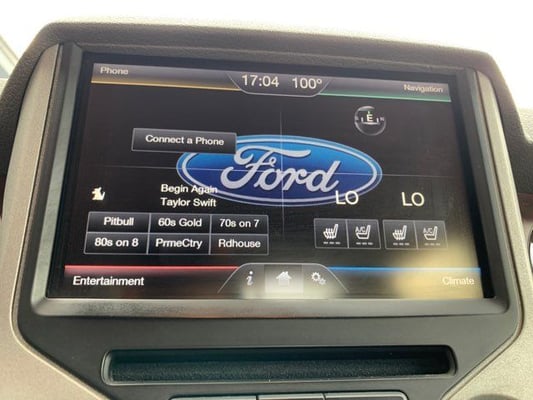 Phone
17:04 100°
Navigation
E
Connect a Phone
Ford
Begin Again
Taylor Swift
LO
LO
Pitbull
60s Gold
70s on 7
80s on 8
PrmeCtry
Rdhouse
A/C
A/C
Entertainment
i
Climate